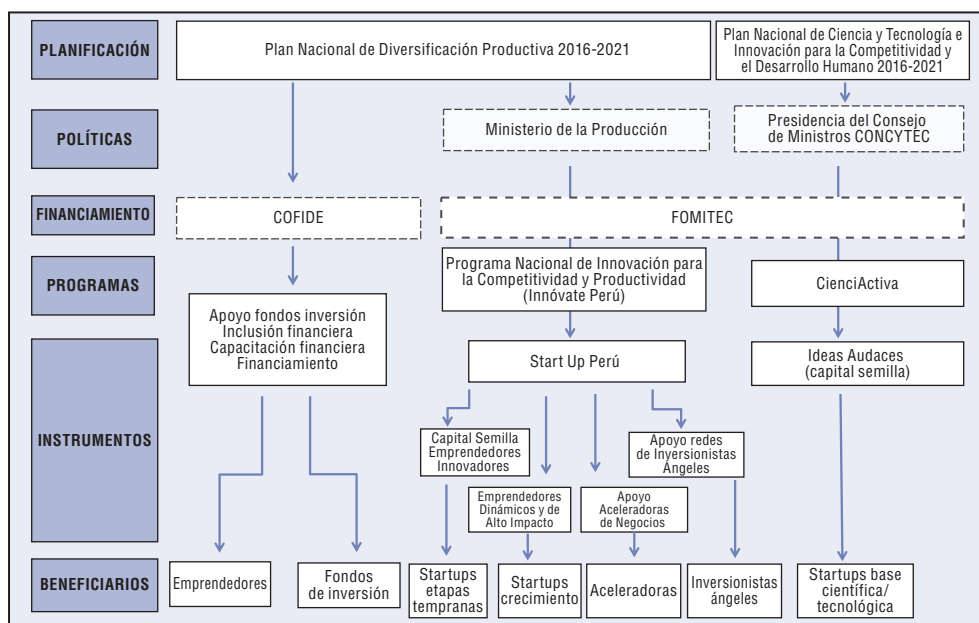 PLANIFICACIÓN
Plan Nacional de Diversificación Productiva 2016-2021
Plan Nacional de Ciencia y Tecnología e
Innovación para la Competitividad y
el Desarrollo Humano 2016-2021
POLÍTICAS
Ministerio de la Producción
Presidencia del Consejo
de Ministros CONCYTEC
FINANCIAMIENTO
COFIDE
FOMITEC
PROGRAMAS
Programa Nacional de Innovación para
la Competitividad y Productividad
(Innóvate Perú)
CienciActiva
Apoyo fondos inversión
Inclusión financiera
Capacitación financiera
Financiamiento
INSTRUMENTOS
Start Up Perú
Ideas Audaces
(capital semilla)
Capital Semilla
Emprendedores
Innovadores
Apoyo redes
de Inversionistas
Ángeles
Emprendedores
Dinámicos y de
Alto Impacto
Apoyo
Aceleradoras
de Negocios
BENEFICIARIOS
Emprendedores
Fondos
de inversión
Startups
etapas
tempranas
Startups
crecimiento
Aceleradoras
Inversionistas
ángeles
Startups base
científica/
tecnológica